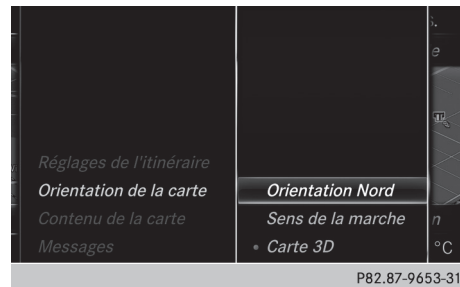 s.
e
Réglages de l'itinéraire
Orientation de la carte
Orientation Nord
Contenu de la carte
Sens de la marche
n
Messages
• Carte 3D
°C
P82.87-9653-31